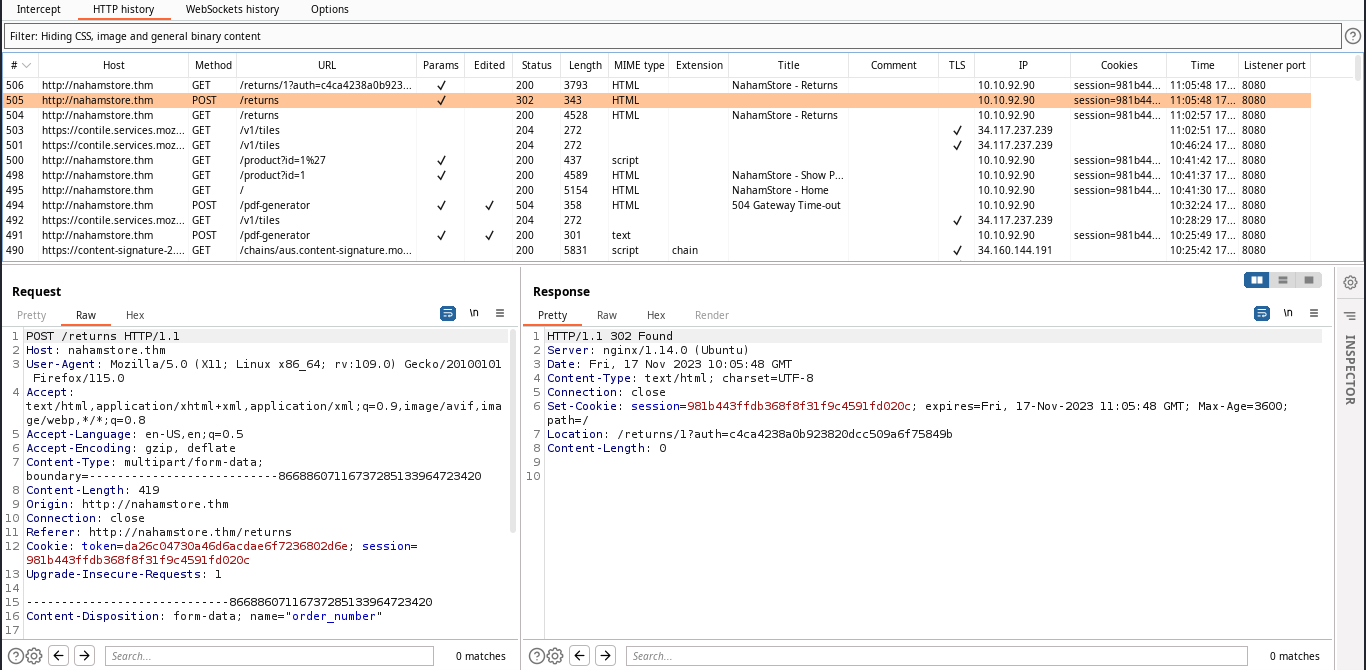 Intercept HTTP history WebSockets history Options
Filter: Hiding CSS, image and general binary content
# Host Method URL Params Edited Status Length MIME type Extension Title Comment TLS IP Cookies Time Listener port
506 http://nahamstore.thm GET /returns/1?auth=c4ca4238a0b923... ✓ 200 3793 HTML NahamStore - Returns 10.10.92.90 session=981b44... 11:05:48 17... 8080
505 http://nahamstore.thm POST /returns ✓ 302 343 HTML 10.10.92.90 session=981b44... 11:05:48 17... 8080
504 http://nahamstore.thm GET /returns 200 4528 HTML NahamStore - Returns 10.10.92.90 session=981b44... 11:02:57 17... 8080
503 https://contile.services.moz... GET /v1/tiles 204 272 ✓ 34.117.237.239 11:02:51 17... 8080
501 https://contile.services.moz... GET /v1/tiles 204 272 ✓ 34.117.237.239 10:46:24 17... 8080
500 http://nahamstore.thm GET /product?id=1%27 ✓ 200 437 script 10.10.92.90 session=981b44... 10:41:42 17... 8080
498 http://nahamstore.thm GET /product?id=1 ✓ 200 4589 HTML NahamStore - Show P... 10.10.92.90 session=981b44... 10:41:37 17... 8080
495 http://nahamstore.thm GET / 200 5154 HTML NahamStore - Home 10.10.92.90 session=981b44... 10:41:30 17... 8080
494 http://nahamstore.thm POST /pdf-generator ✓ ✓ 504 358 HTML 504 Gateway Time-out 10.10.92.90 10:32:24 17... 8080
492 https://contile.services.moz... GET /v1/tiles 204 272 ✓ 34.117.237.239 10:28:29 17... 8080
491 http://nahamstore.thm POST /pdf-generator ✓ ✓ 200 301 text 10.10.92.90 session=981b44... 10:25:49 17... 8080
490 https://content-signature-2.... GET /chains/aus.content-signature.mo... 200 5831 script chain ✓ 34.160.144.191 10:25:42 17... 8080
Request
Pretty Raw Hex
\n
1 POST /returns HTTP/1.1
2 Host: nahamstore.thm
3 User-Agent: Mozilla/5.0 (X11; Linux x86_64; rv:109.0) Gecko/20100101
Firefox/115.0
4 Accept:
text/html,application/xhtml+xml,application/xml;q=0.9,image/avif,ima
ge/webp,*/*;q=0.8
5 Accept-Language: en-US,en;q=0.5
6 Accept-Encoding: gzip, deflate
7 Content-Type: multipart/form-data;
boundary=---------------------------86688607116737285133964723420
8 Content-Length: 419
9 Origin: http://nahamstore.thm
10 Connection: close
11 Referer: http://nahamstore.thm/returns
12 Cookie: token=da26c04730a46d6acdae6f7236802d6e; session=
981b443ffdb368f8f31f9c4591fd020c
13 Upgrade-Insecure-Requests: 1
14
15 -----------------------------86688607116737285133964723420
16 Content-Disposition: form-data; name="order_number"
17
Search... 0 matches
Response
Pretty Raw Hex Render
\n
1 HTTP/1.1 302 Found
2 Server: nginx/1.14.0 (Ubuntu)
3 Date: Fri, 17 Nov 2023 10:05:48 GMT
4 Content-Type: text/html; charset=UTF-8
5 Connection: close
6 Set-Cookie: session=981b443ffdb368f8f31f9c4591fd020c; expires=Fri, 17-Nov-2023 11:05:48 GMT; Max-Age=3600;
path=/
7 Location: /returns/1?auth=c4ca4238a0b923820dcc509a6f75849b
8 Content-Length: 0
9
10
Search... 0 matches
INSPECTOR